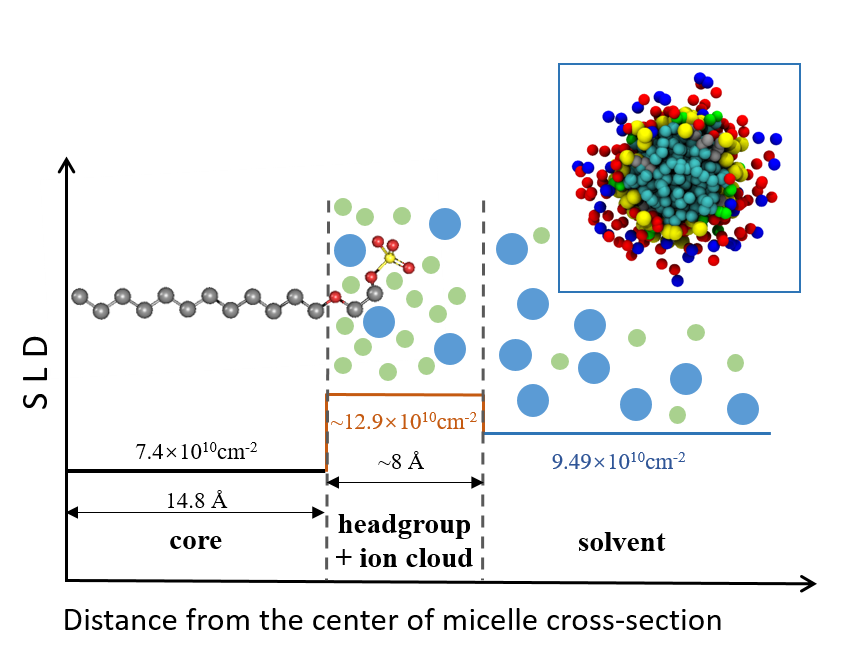 SLD
~12.9×10¹⁰cm⁻²
7.4×10¹⁰cm⁻²
~8 Å
9.49×10¹⁰cm⁻²
14.8 Å
core
headgroup
+ ion cloud
solvent
Distance from the center of micelle cross-section